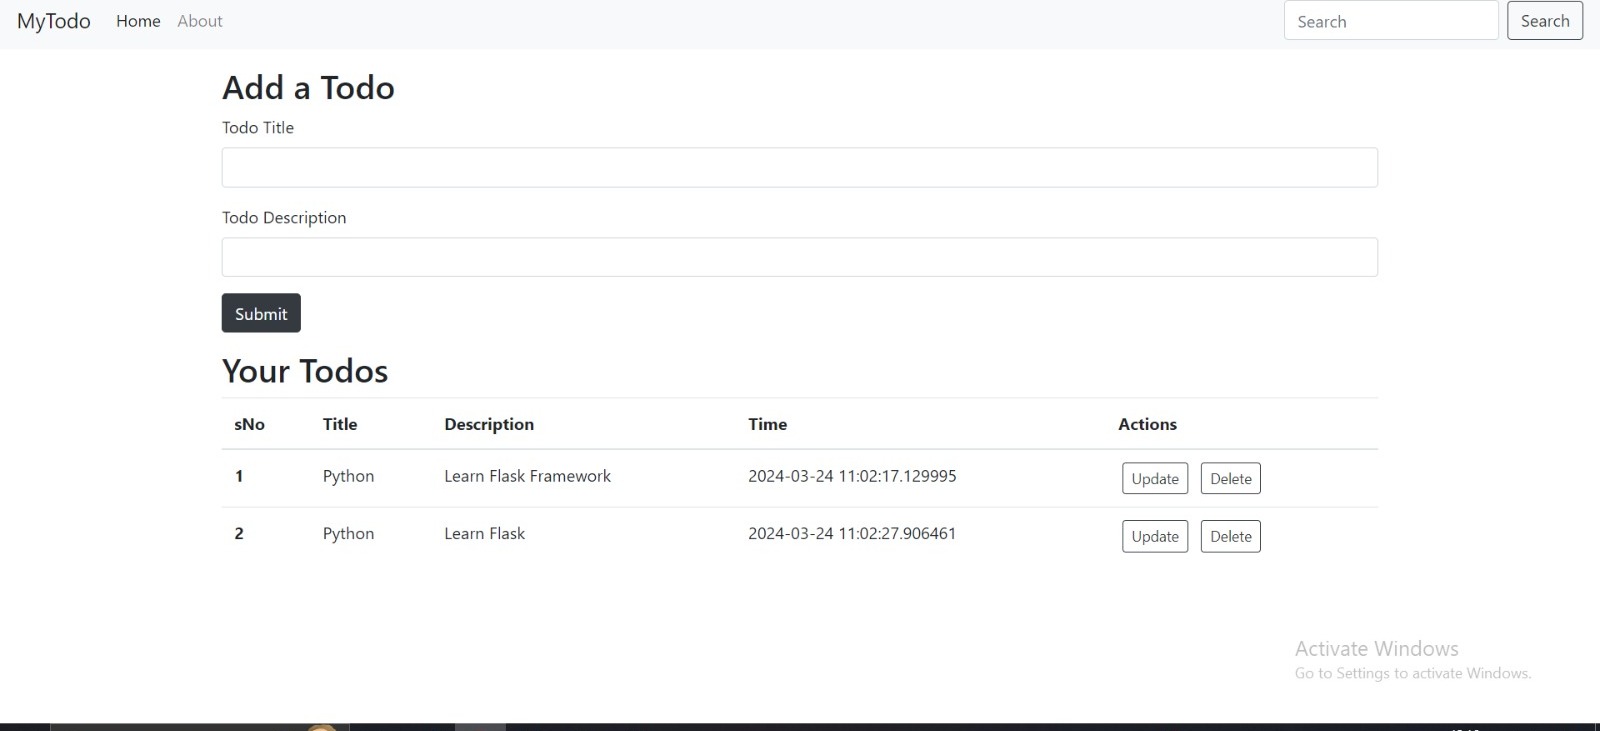 MyTodo Home About Search Search
Add a Todo
Todo Title
Todo Description
Submit
Your Todos
sNo Title Description Time Actions
1 Python Learn Flask Framework 2024-03-24 11:02:17.129995 Update Delete
2 Python Learn Flask 2024-03-24 11:02:27.906461 Update Delete
Activate Windows
Go to Settings to activate Windows.